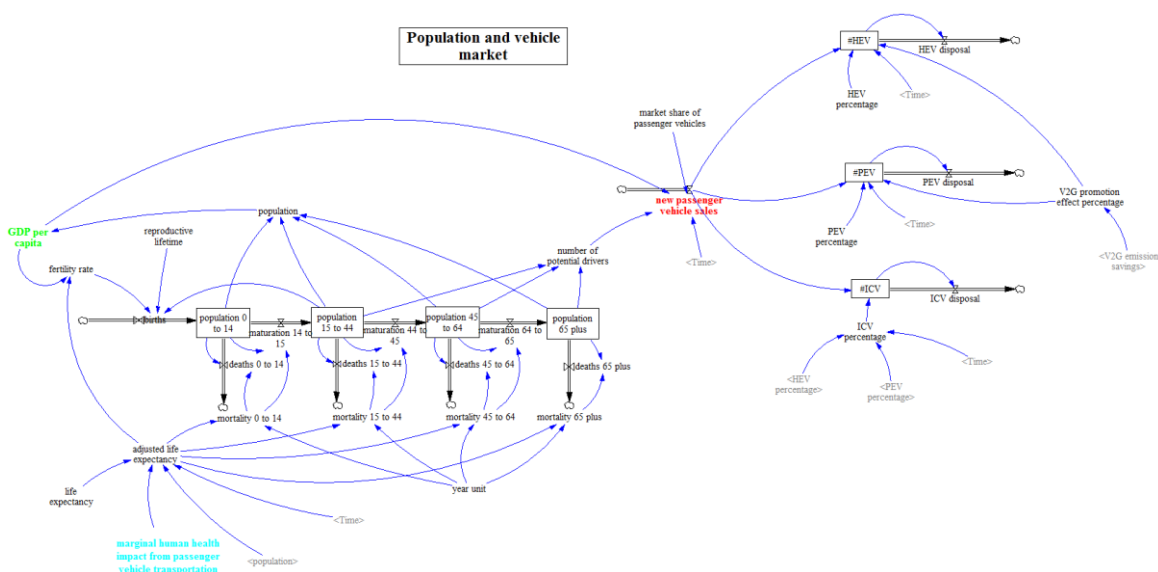 Population and vehicle
market
#HEV
HEV disposal
HEV
percentage
<Time>
market share of
passenger vehicles
#PEV
PEV disposal
new passenger
vehicle sales
V2G promotion
effect percentage
PEV
percentage
<Time>
<Time>
<V2G emission
savings>
population
GDP per
capita
reproductive
lifetime
fertility rate
number of
potential drivers
#ICV
ICV disposal
births
population 0
to 14
maturation 14 to
15
population
15 to 44
maturation 44 to
45
population 45
to 64
maturation 64 to
65
population
65 plus
ICV
percentage
<HEV
percentage>
<PEV
percentage>
<Time>
deaths 0 to 14
deaths 15 to 44
deaths 45 to 64
deaths 65 plus
mortality 0 to 14
mortality 15 to 44
mortality 45 to 64
mortality 65 plus
adjusted life
expectancy
life
expectancy
year unit
<Time>
marginal human health
impact from passenger
vehicle transportation
<population>